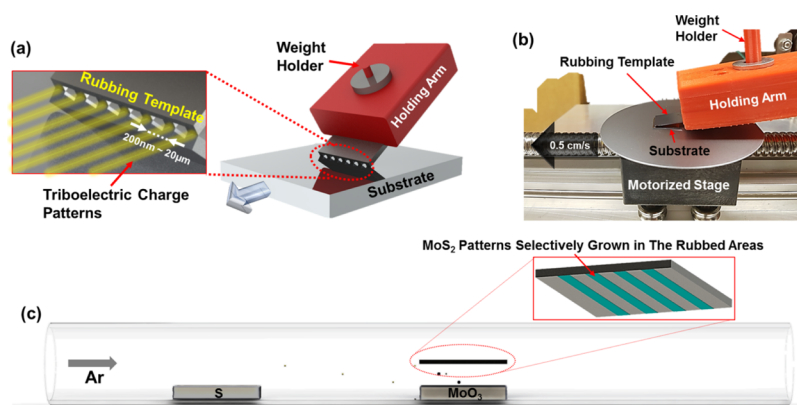 (a)
Weight
Holder
Rubbing Template
Holding Arm
200nm ~ 20μm
Triboelectric Charge
Patterns
Substrate
(b)
Weight
Holder
Rubbing Template
Holding Arm
0.5 cm/s
Substrate
Motorized Stage
MoS₂ Patterns Selectively Grown in The Rubbed Areas
(c)
Ar
S
MoO₃